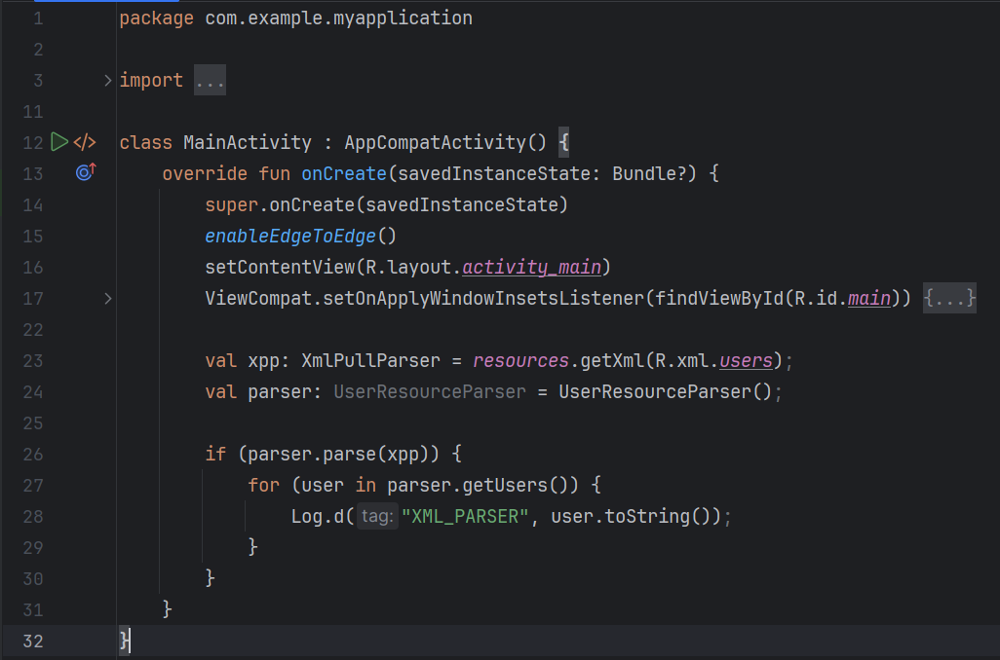 1 package com.example.myapplication
2
3 import ...
11
12 class MainActivity : AppCompatActivity() {
13     override fun onCreate(savedInstanceState: Bundle?) {
14         super.onCreate(savedInstanceState)
15         enableEdgeToEdge()
16         setContentView(R.layout.activity_main)
17         ViewCompat.setOnApplyWindowInsetsListener(findViewById(R.id.main)) {...}
22
23         val xpp: XmlPullParser = resources.getXml(R.xml.users);
24         val parser: UserResourceParser = UserResourceParser();
25
26         if (parser.parse(xpp)) {
27             for (user in parser.getUsers()) {
28                 Log.d( tag: "XML_PARSER", user.toString());
29             }
30         }
31     }
32 }